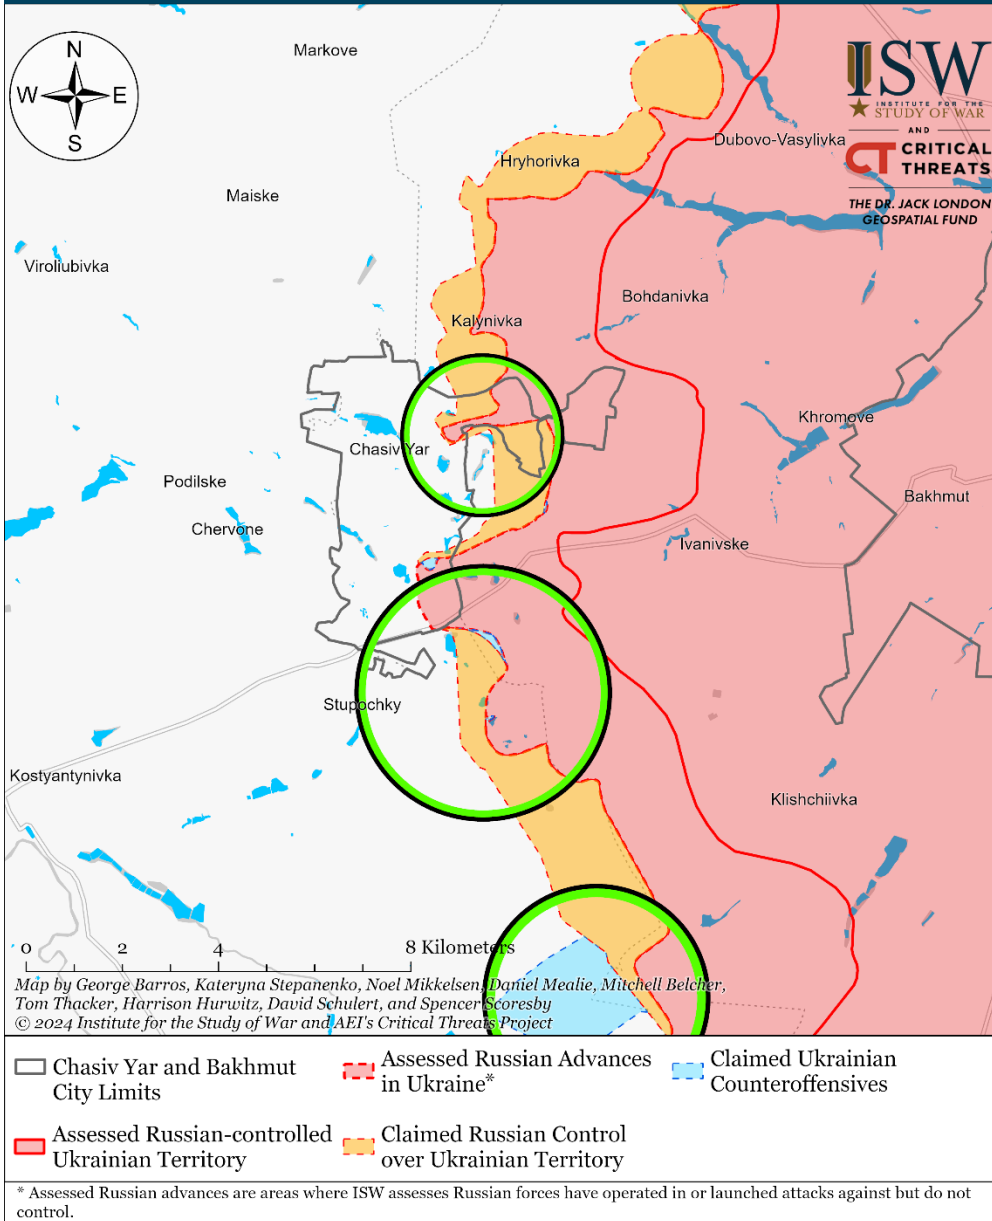 Markove
N
W
E
S
ISW
INSTITUTE FOR THE
STUDY OF WAR
AND
CT CRITICAL
THREATS
THE DR. JACK LONDON
GEOSPATIAL FUND
Dubovo-Vasylivka
Hryhorivka
Maiske
Viroliubivka
Bohdanivka
Kalynivka
Khromove
Chasiv Yar
Podilske
Bakhmut
Chervone
Ivanivske
Stupochky
Kostyantynivka
Klishchiivka
0 2 4 8 Kilometers
Map by George Barros, Kateryna Stepanenko, Noel Mikkelsen, Daniel Mealie, Mitchell Belcher,
Tom Thacker, Harrison Hurwitz, David Schulert, and Spencer Scoresby
© 2024 Institute for the Study of War and AEI's Critical Threats Project
Chasiv Yar and Bakhmut
City Limits
Assessed Russian Advances
in Ukraine*
Claimed Ukrainian
Counteroffensives
Assessed Russian-controlled
Ukrainian Territory
Claimed Russian Control
over Ukrainian Territory
* Assessed Russian advances are areas where ISW assesses Russian forces have operated in or launched attacks against but do not
control.